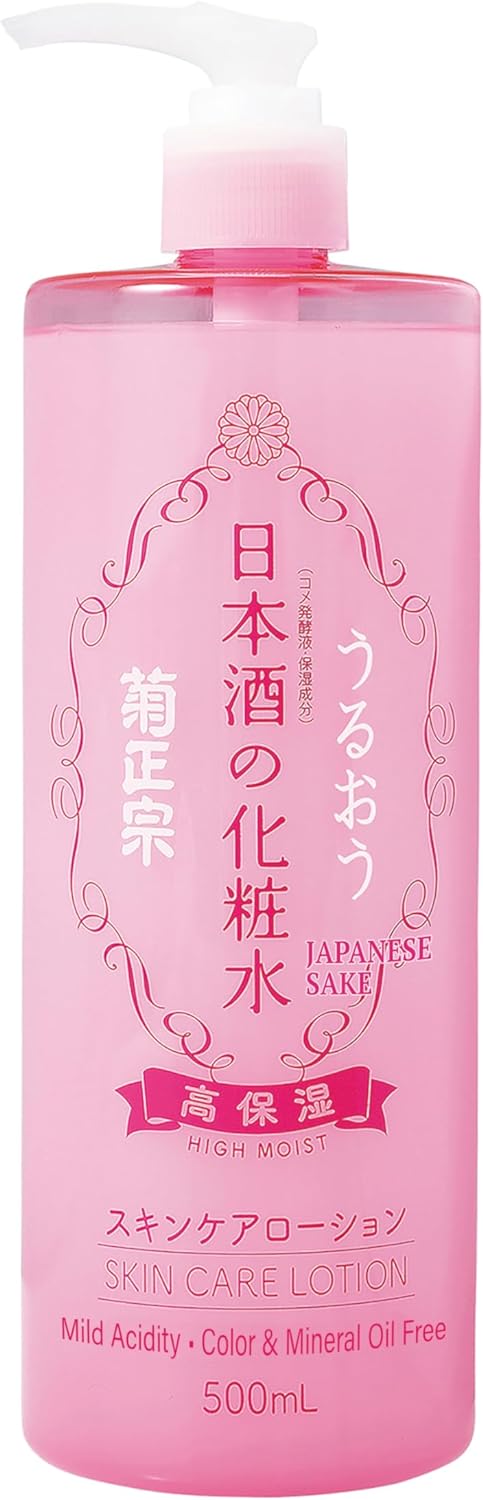 うるおう
(コメ発酵液・保湿成分)
日本酒の化粧水
菊正宗
JAPANESE
SAKE
高保湿
HIGH MOIST
スキンケアローション
SKIN CARE LOTION
Mild Acidity • Color & Mineral Oil Free
500mL